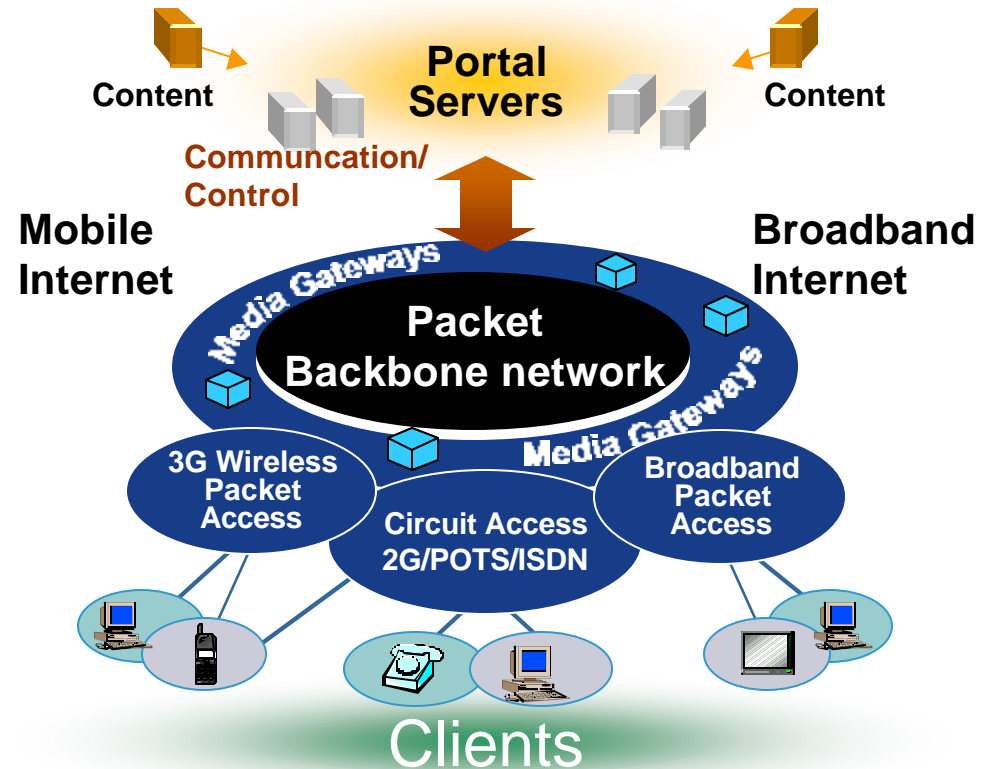 Portal
Servers
Content
Content
Communcation/
Control
Mobile
Internet
Broadband
Internet
Media Gateways
Packet
Backbone network
Media Gateways
3G Wireless
Packet
Access
Circuit Access
2G/POTS/ISDN
Broadband
Packet
Access
Clients